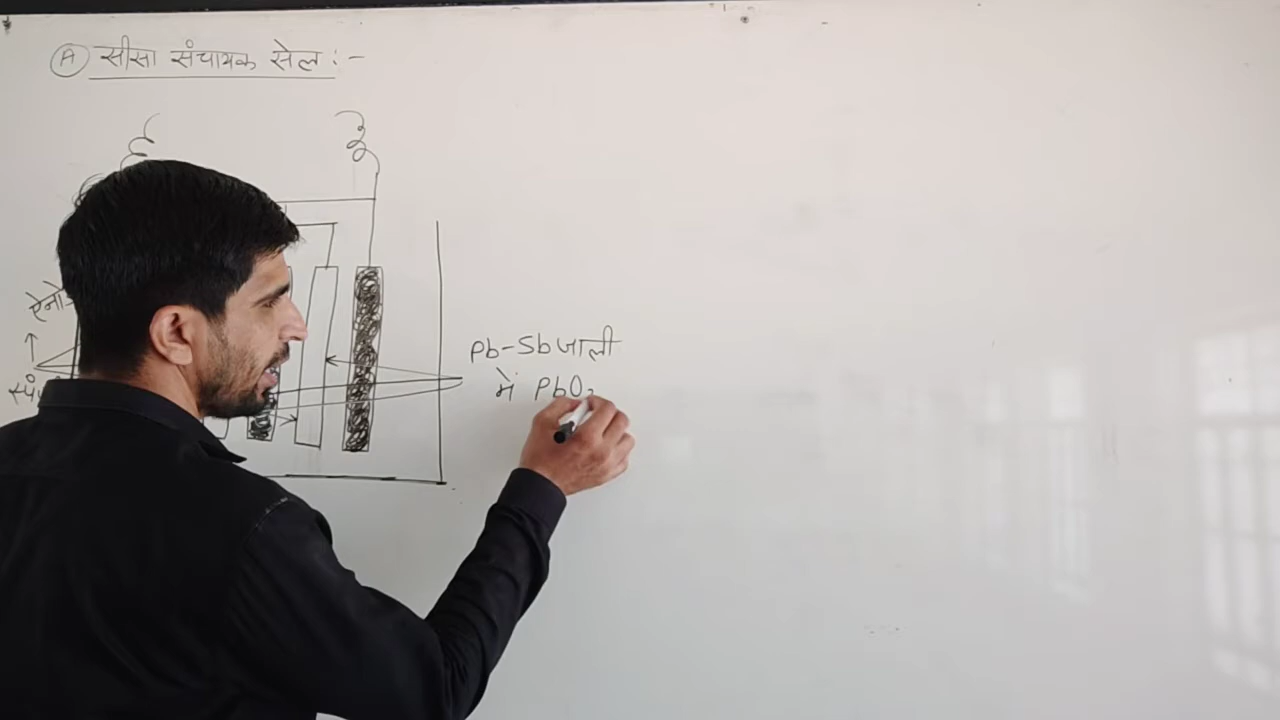 A सीसा संचायक सेल :-
Pb-Sb जाली
में PbO₂